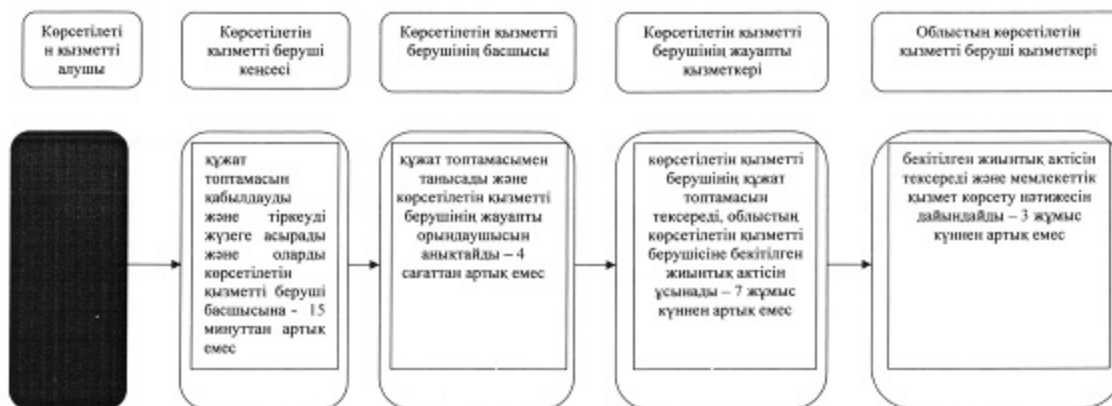 Көрсетілеті
н қызметті
алушы
Көрсетілетін
қызметті беруші
кеңсесі
Көрсетілетін қызметті
берушінің басшысы
Көрсетілетін қызметті
берушінің жауапты
қызметкері
Облыстың көрсетілетін
қызметті беруші қызметкері
құжат
топтамасын
қабылдауды
және тіркеуді
жүзеге асырады
және оларды
көрсетілетін
қызметті беруші
басшысына - 15
минуттан артық
емес
құжат топтамасымен
танысады және
көрсетілетін қызметті
берушінің жауапты
орындаушысын
анықтайды – 4
сағаттан артық емес
көрсетілетін қызметті
берушінің құжат
топтамасын
тексереді, облыстың
көрсетілетін қызметті
берушісіне бекітілген
жиынтық актісін
ұсынады – 7 жұмыс
күннен артық емес
бекітілген жиынтық актісін
тексереді және мемлекеттік
қызмет көрсету нәтижесін
дайындайды – 3 жұмыс
күннен артық емес